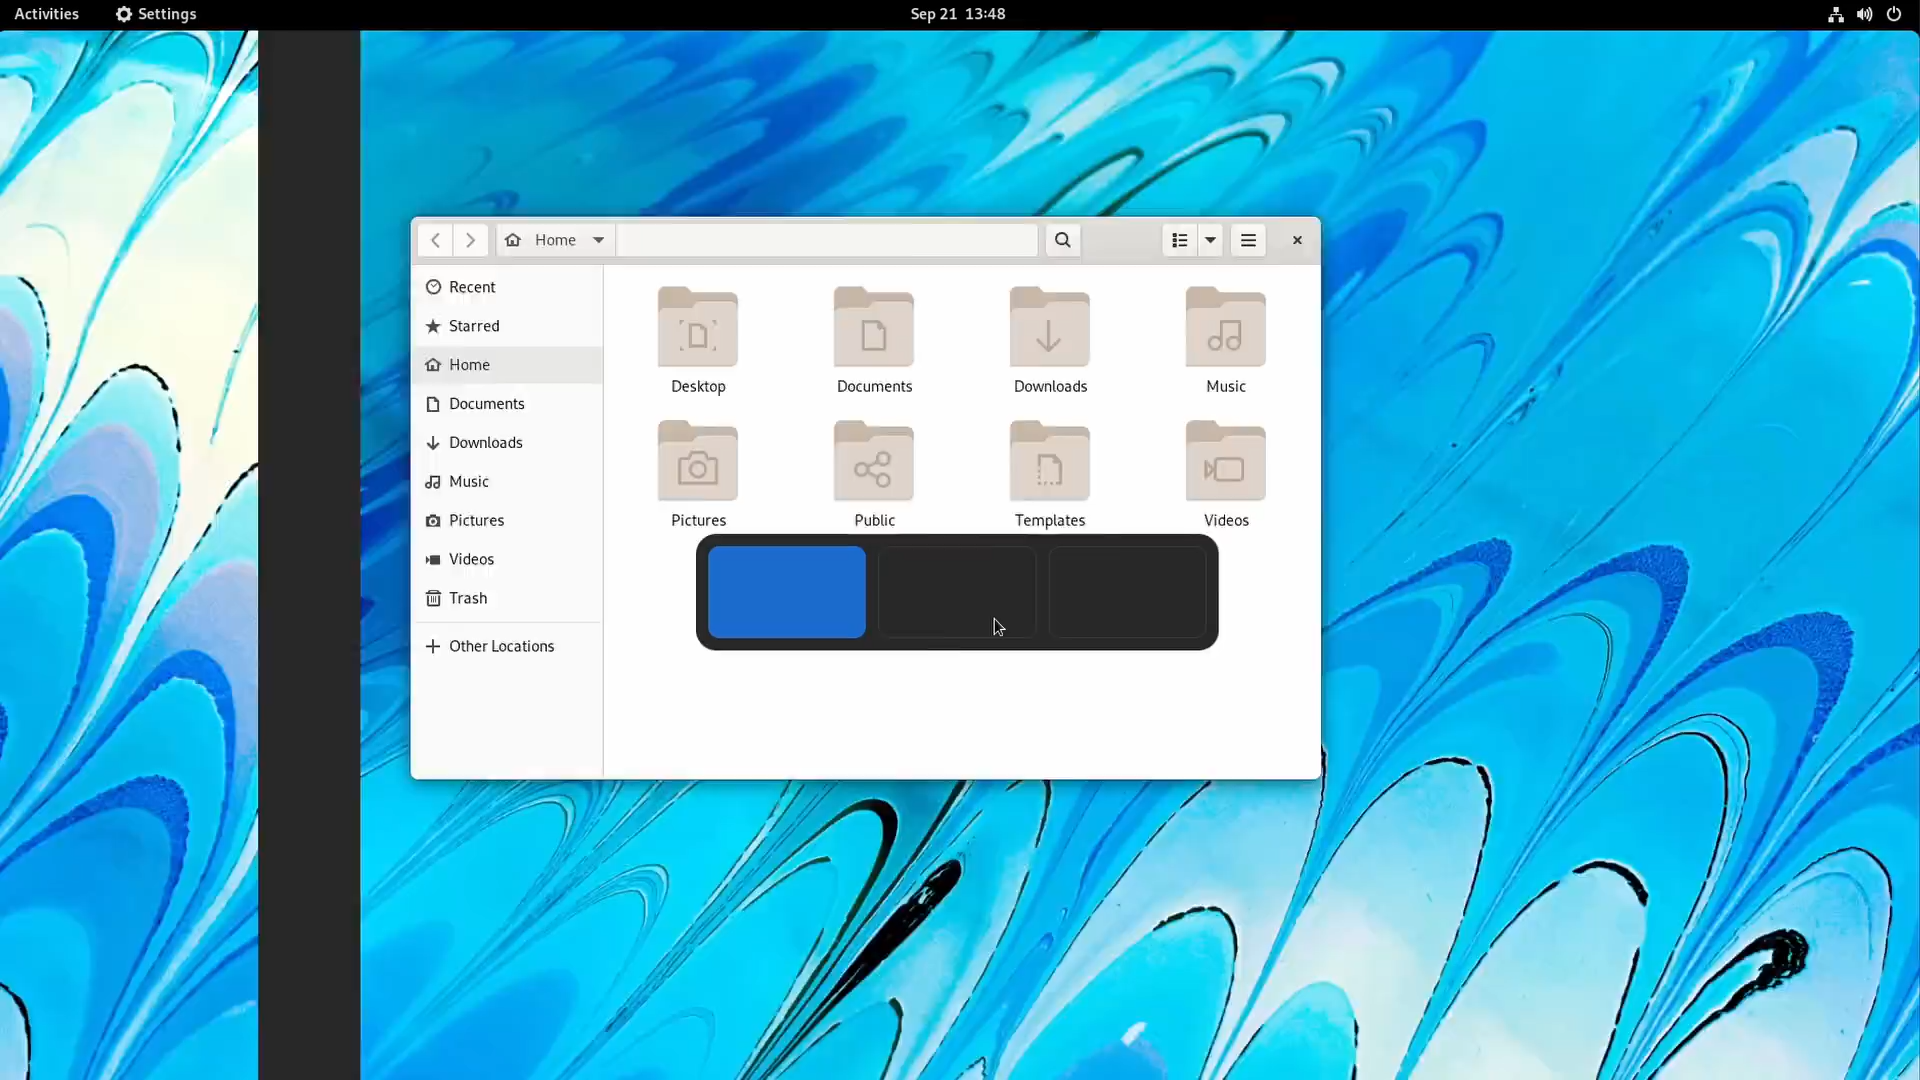 Activities Settings Sep 21 13:48
Home
Recent
Starred
Home
Documents
Downloads
Music
Pictures
Videos
Trash
Other Locations
Desktop Documents Downloads Music
Pictures Public Templates Videos